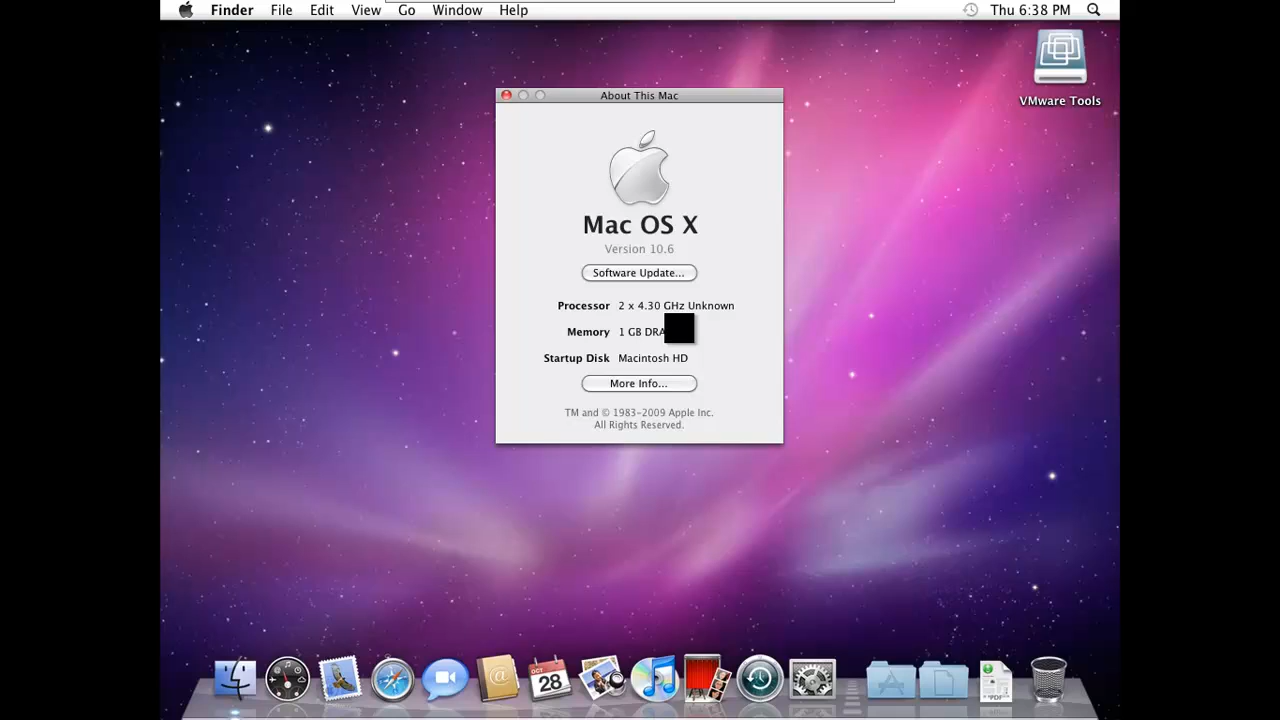 Finder File Edit View Go Window Help Thu 6:38 PM
VMware Tools
About This Mac
Mac OS X
Version 10.6
Software Update...
Processor 2 x 4.30 GHz Unknown
Memory 1 GB DRA
Startup Disk Macintosh HD
More Info...
TM and © 1983-2009 Apple Inc.
All Rights Reserved.
OCT
28
PDF